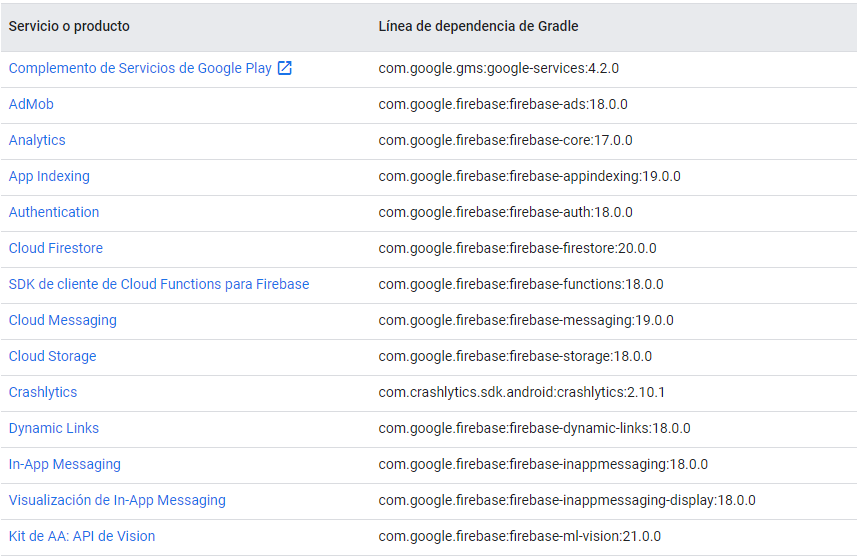 Servicio o producto Línea de dependencia de Gradle
Complemento de Servicios de Google Play com.google.gms:google-services:4.2.0
AdMob com.google.firebase:firebase-ads:18.0.0
Analytics com.google.firebase:firebase-core:17.0.0
App Indexing com.google.firebase:firebase-appindexing:19.0.0
Authentication com.google.firebase:firebase-auth:18.0.0
Cloud Firestore com.google.firebase:firebase-firestore:20.0.0
SDK de cliente de Cloud Functions para Firebase com.google.firebase:firebase-functions:18.0.0
Cloud Messaging com.google.firebase:firebase-messaging:19.0.0
Cloud Storage com.google.firebase:firebase-storage:18.0.0
Crashlytics com.crashlytics.sdk.android:crashlytics:2.10.1
Dynamic Links com.google.firebase:firebase-dynamic-links:18.0.0
In-App Messaging com.google.firebase:firebase-inappmessaging:18.0.0
Visualización de In-App Messaging com.google.firebase:firebase-inappmessaging-display:18.0.0
Kit de AA: API de Vision com.google.firebase:firebase-ml-vision:21.0.0